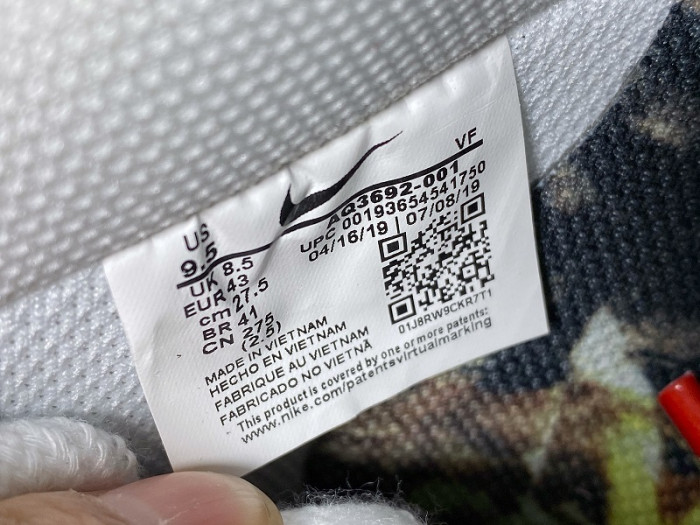 VF
US
9.5
AQ3692-001
UPC 00193654541750
04/16/19 | 07/08/19
UK 8.5
EUR 43
cm 27.5
BR 41
CN 275
(2.5)
01J8RW9CKR7T1
MADE IN VIETNAM
HECHO EN VIETNAM
FABRIQUE AU VIETNAM
FABRICADO NO VIETNÃ
This product is covered by one or more patents:
www.nike.com/patentsvirtualmarking